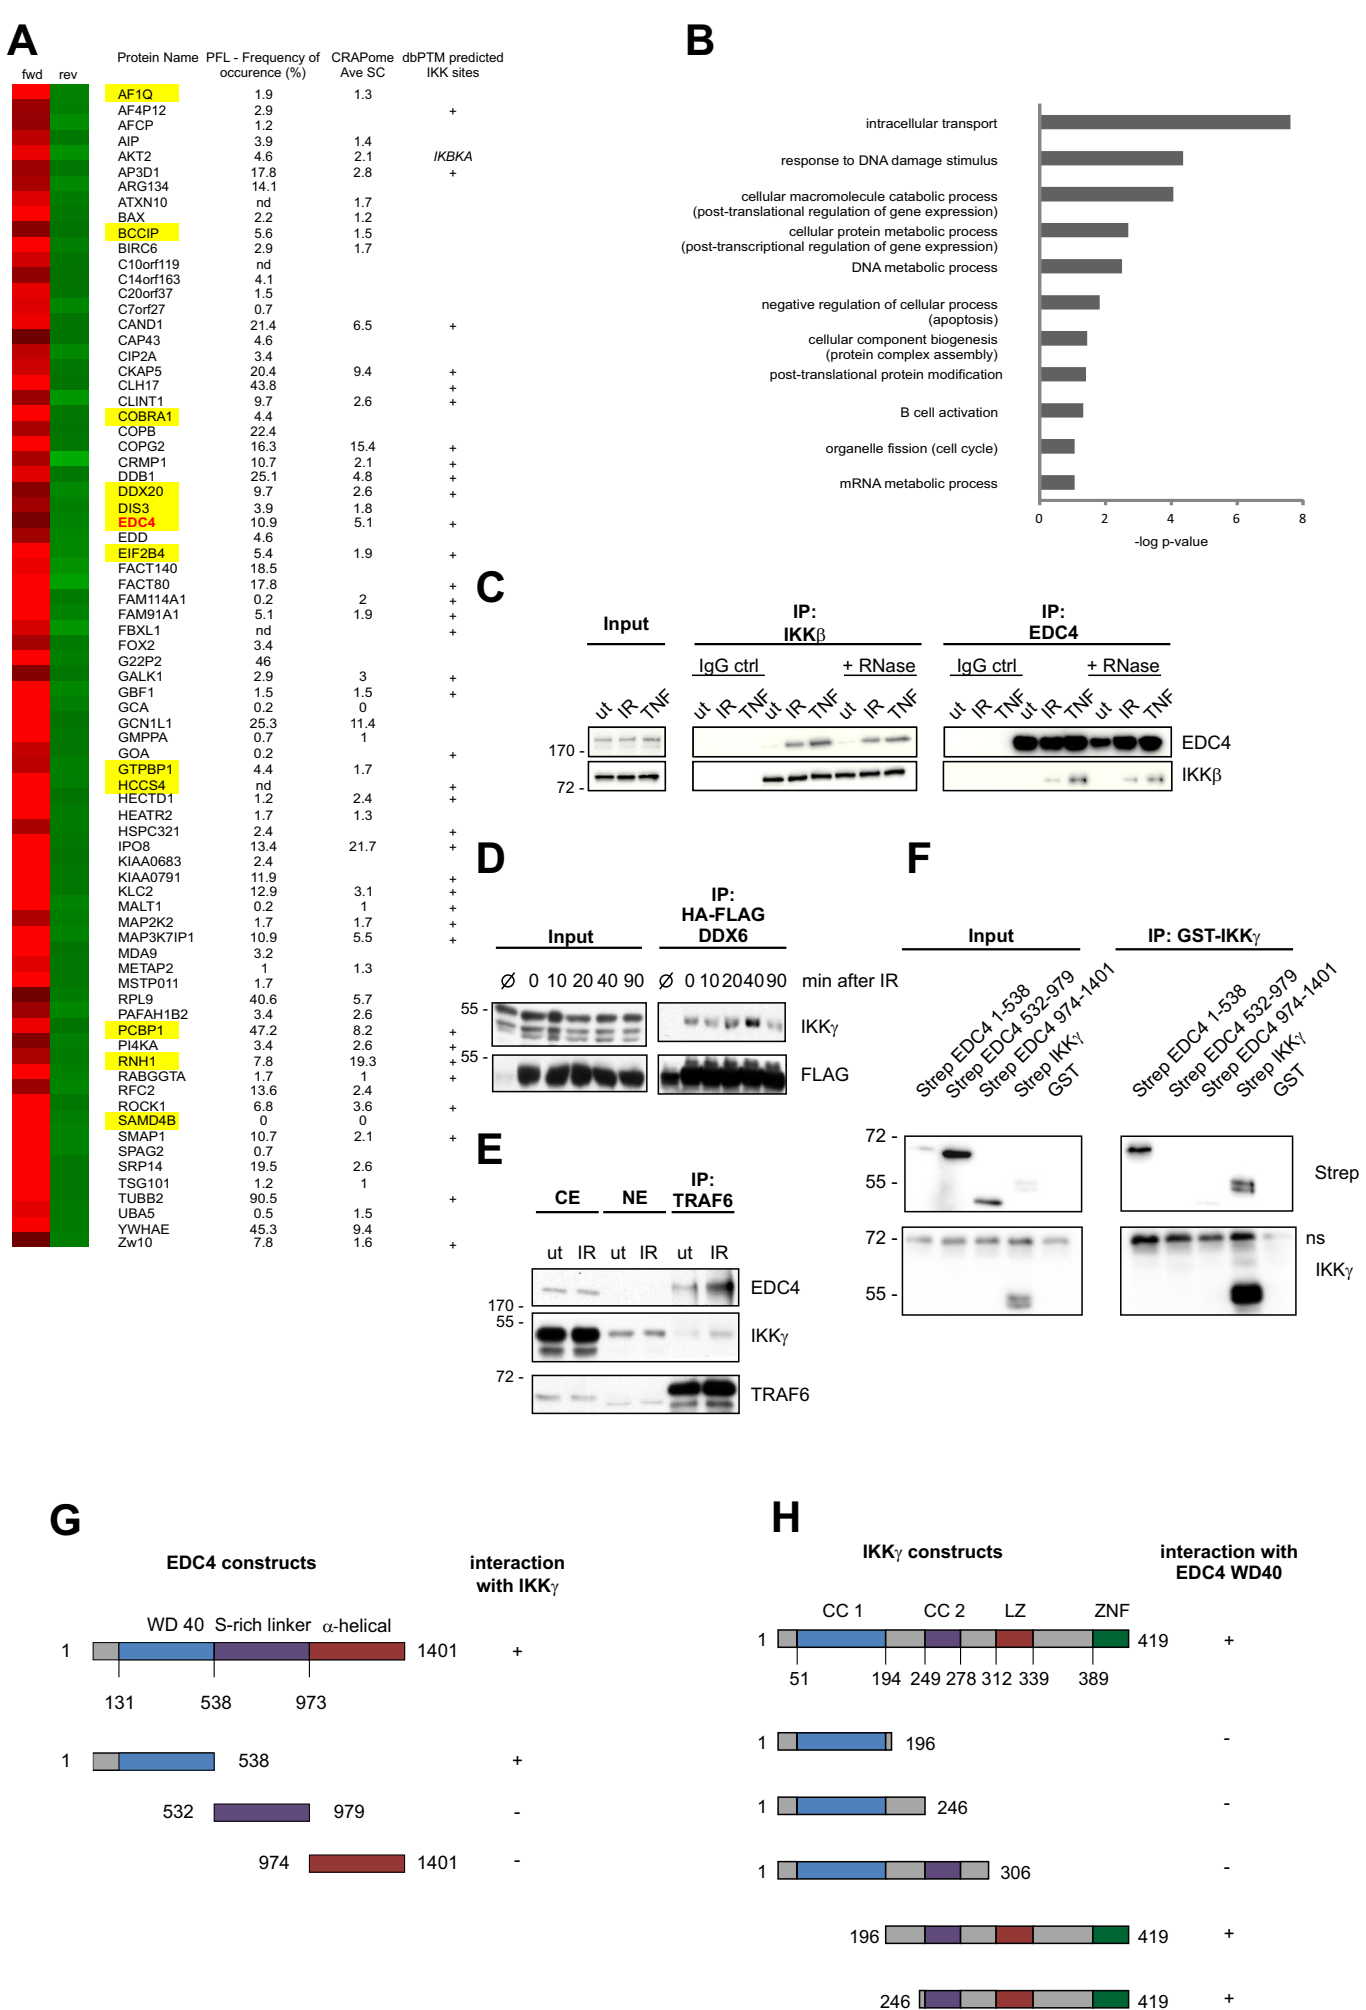 A
fwd rev
Protein Name PFL - Frequency of occurence (%) CRAPome Ave SC dbPTM predicted IKK sites
AF1Q 1.9 1.3
AF4P12 2.9 +
AFCP 1.2
AIP 3.9 1.4
AKT2 4.6 2.1 IKBKA
AP3D1 17.8 2.8 +
ARG134 14.1
ATXN10 nd 1.7
BAX 2.2 1.2
BCCIP 5.6 1.5
BIRC6 2.9 1.7
C10orf119 nd
C14orf163 4.1
C20orf37 1.5
C7orf27 0.7
CAND1 21.4 6.5 +
CAP43 4.6
CIP2A 3.4
CKAP5 20.4 9.4 +
CLH17 43.8 +
CLINT1 9.7 2.6 +
COBRA1 4.4
COPB 22.4
COPG2 16.3 15.4 +
CRMP1 10.7 2.1 +
DDB1 25.1 4.8 +
DDX20 9.7 2.6 +
DIS3 3.9 1.8
EDC4 10.9 5.1 +
EDD 4.6
EIF2B4 5.4 1.9 +
FACT140 18.5
FACT80 17.8 +
FAM114A1 0.2 2 +
FAM91A1 5.1 1.9 +
FBXL1 nd +
FOX2 3.4
G22P2 46
GALK1 2.9 3 +
GBF1 1.5 1.5 +
GCA 0.2 0
GCN1L1 25.3 11.4
GMPPA 0.7 1
GOA 0.2 +
GTPBP1 4.4 1.7
HCCS4 nd +
HECTD1 1.2 2.4 +
HEATR2 1.7 1.3
HSPC321 2.4 +
IPO8 13.4 21.7 +
KIAA0683 2.4
KIAA0791 11.9 +
KLC2 12.9 3.1 +
MALT1 0.2 1 +
MAP2K2 1.7 1.7 +
MAP3K7IP1 10.9 5.5 +
MDA9 3.2
METAP2 1 1.3
MSTP011 1.7
RPL9 40.6 5.7
PAFAH1B2 3.4 2.6
PCBP1 47.2 8.2 +
PI4KA 3.4 2.6 +
RNH1 7.8 19.3 +
RABGGTA 1.7 1 +
RFC2 13.6 2.4
ROCK1 6.8 3.6 +
SAMD4B 0 0
SMAP1 10.7 2.1 +
SPAG2 0.7
SRP14 19.5 2.6
TSG101 1.2 1
TUBB2 90.5 +
UBA5 0.5 1.5
YWHAE 45.3 9.4
Zw10 7.8 1.6 +
B
intracellular transport
response to DNA damage stimulus
cellular macromolecule catabolic process
(post-translational regulation of gene expression)
cellular protein metabolic process
(post-transcriptional regulation of gene expression)
DNA metabolic process
negative regulation of cellular process
(apoptosis)
cellular component biogenesis
(protein complex assembly)
post-translational protein modification
B cell activation
organelle fission (cell cycle)
mRNA metabolic process
0 2 4 6 8
-log p-value
C
Input
IP:
IKKβ
IP:
EDC4
IgG ctrl + RNase IgG ctrl + RNase
ut IR TNF ut IR TNF ut IR TNF ut IR TNF ut IR TNF ut IR TNF ut IR TNF
170 - EDC4
72 - IKKβ
D
Input
IP:
HA-FLAG
DDX6
∅ 0 10 20 40 90 ∅ 0 10 20 40 90 min after IR
55 - IKKγ
55 - FLAG
E
CE NE IP:
TRAF6
ut IR ut IR ut IR
EDC4
170 -
55 - IKKγ
72 - TRAF6
F
Input IP: GST-IKKγ
Strep EDC4 1-538 Strep EDC4 532-979 Strep EDC4 974-1401 Strep IKKγ GST
Strep EDC4 1-538 Strep EDC4 532-979 Strep EDC4 974-1401 Strep IKKγ GST
72 -
55 - 55 - Strep
72 -
72 - 72 - ns
55 - 55 - IKKγ
G
EDC4 constructs interaction
with IKKγ
WD 40 S-rich linker α-helical
1 1401 +
131 538 973
1 538 +
532 979 -
974 1401 -
H
IKKγ constructs interaction with
EDC4 WD40
CC 1 CC 2 LZ ZNF
1 419 +
51 194 249 278 312 339 389
1 196 -
1 246 -
1 306 -
196 419 +
246 419 +